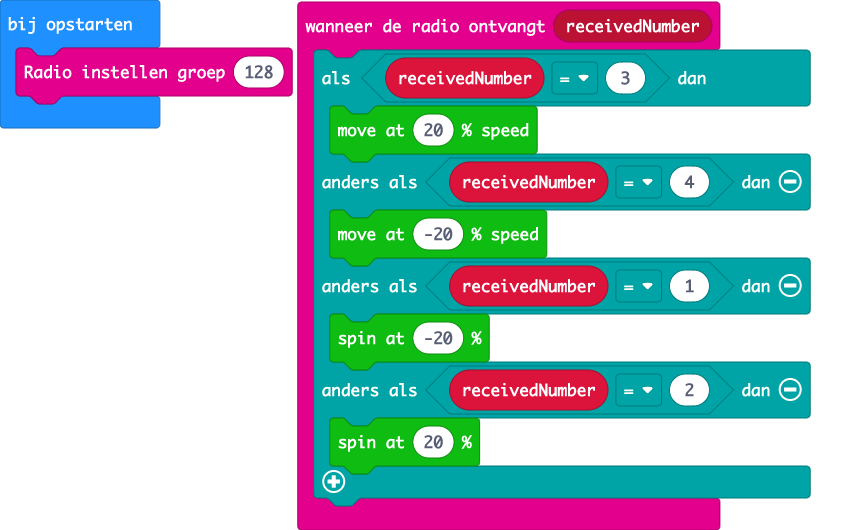 bij opstarten
Radio instellen groep 128
wanneer de radio ontvangt receivedNumber
als receivedNumber = 3 dan
move at 20 % speed
anders als receivedNumber = 4 dan
move at -20 % speed
anders als receivedNumber = 1 dan
spin at -20 %
anders als receivedNumber = 2 dan
spin at 20 %